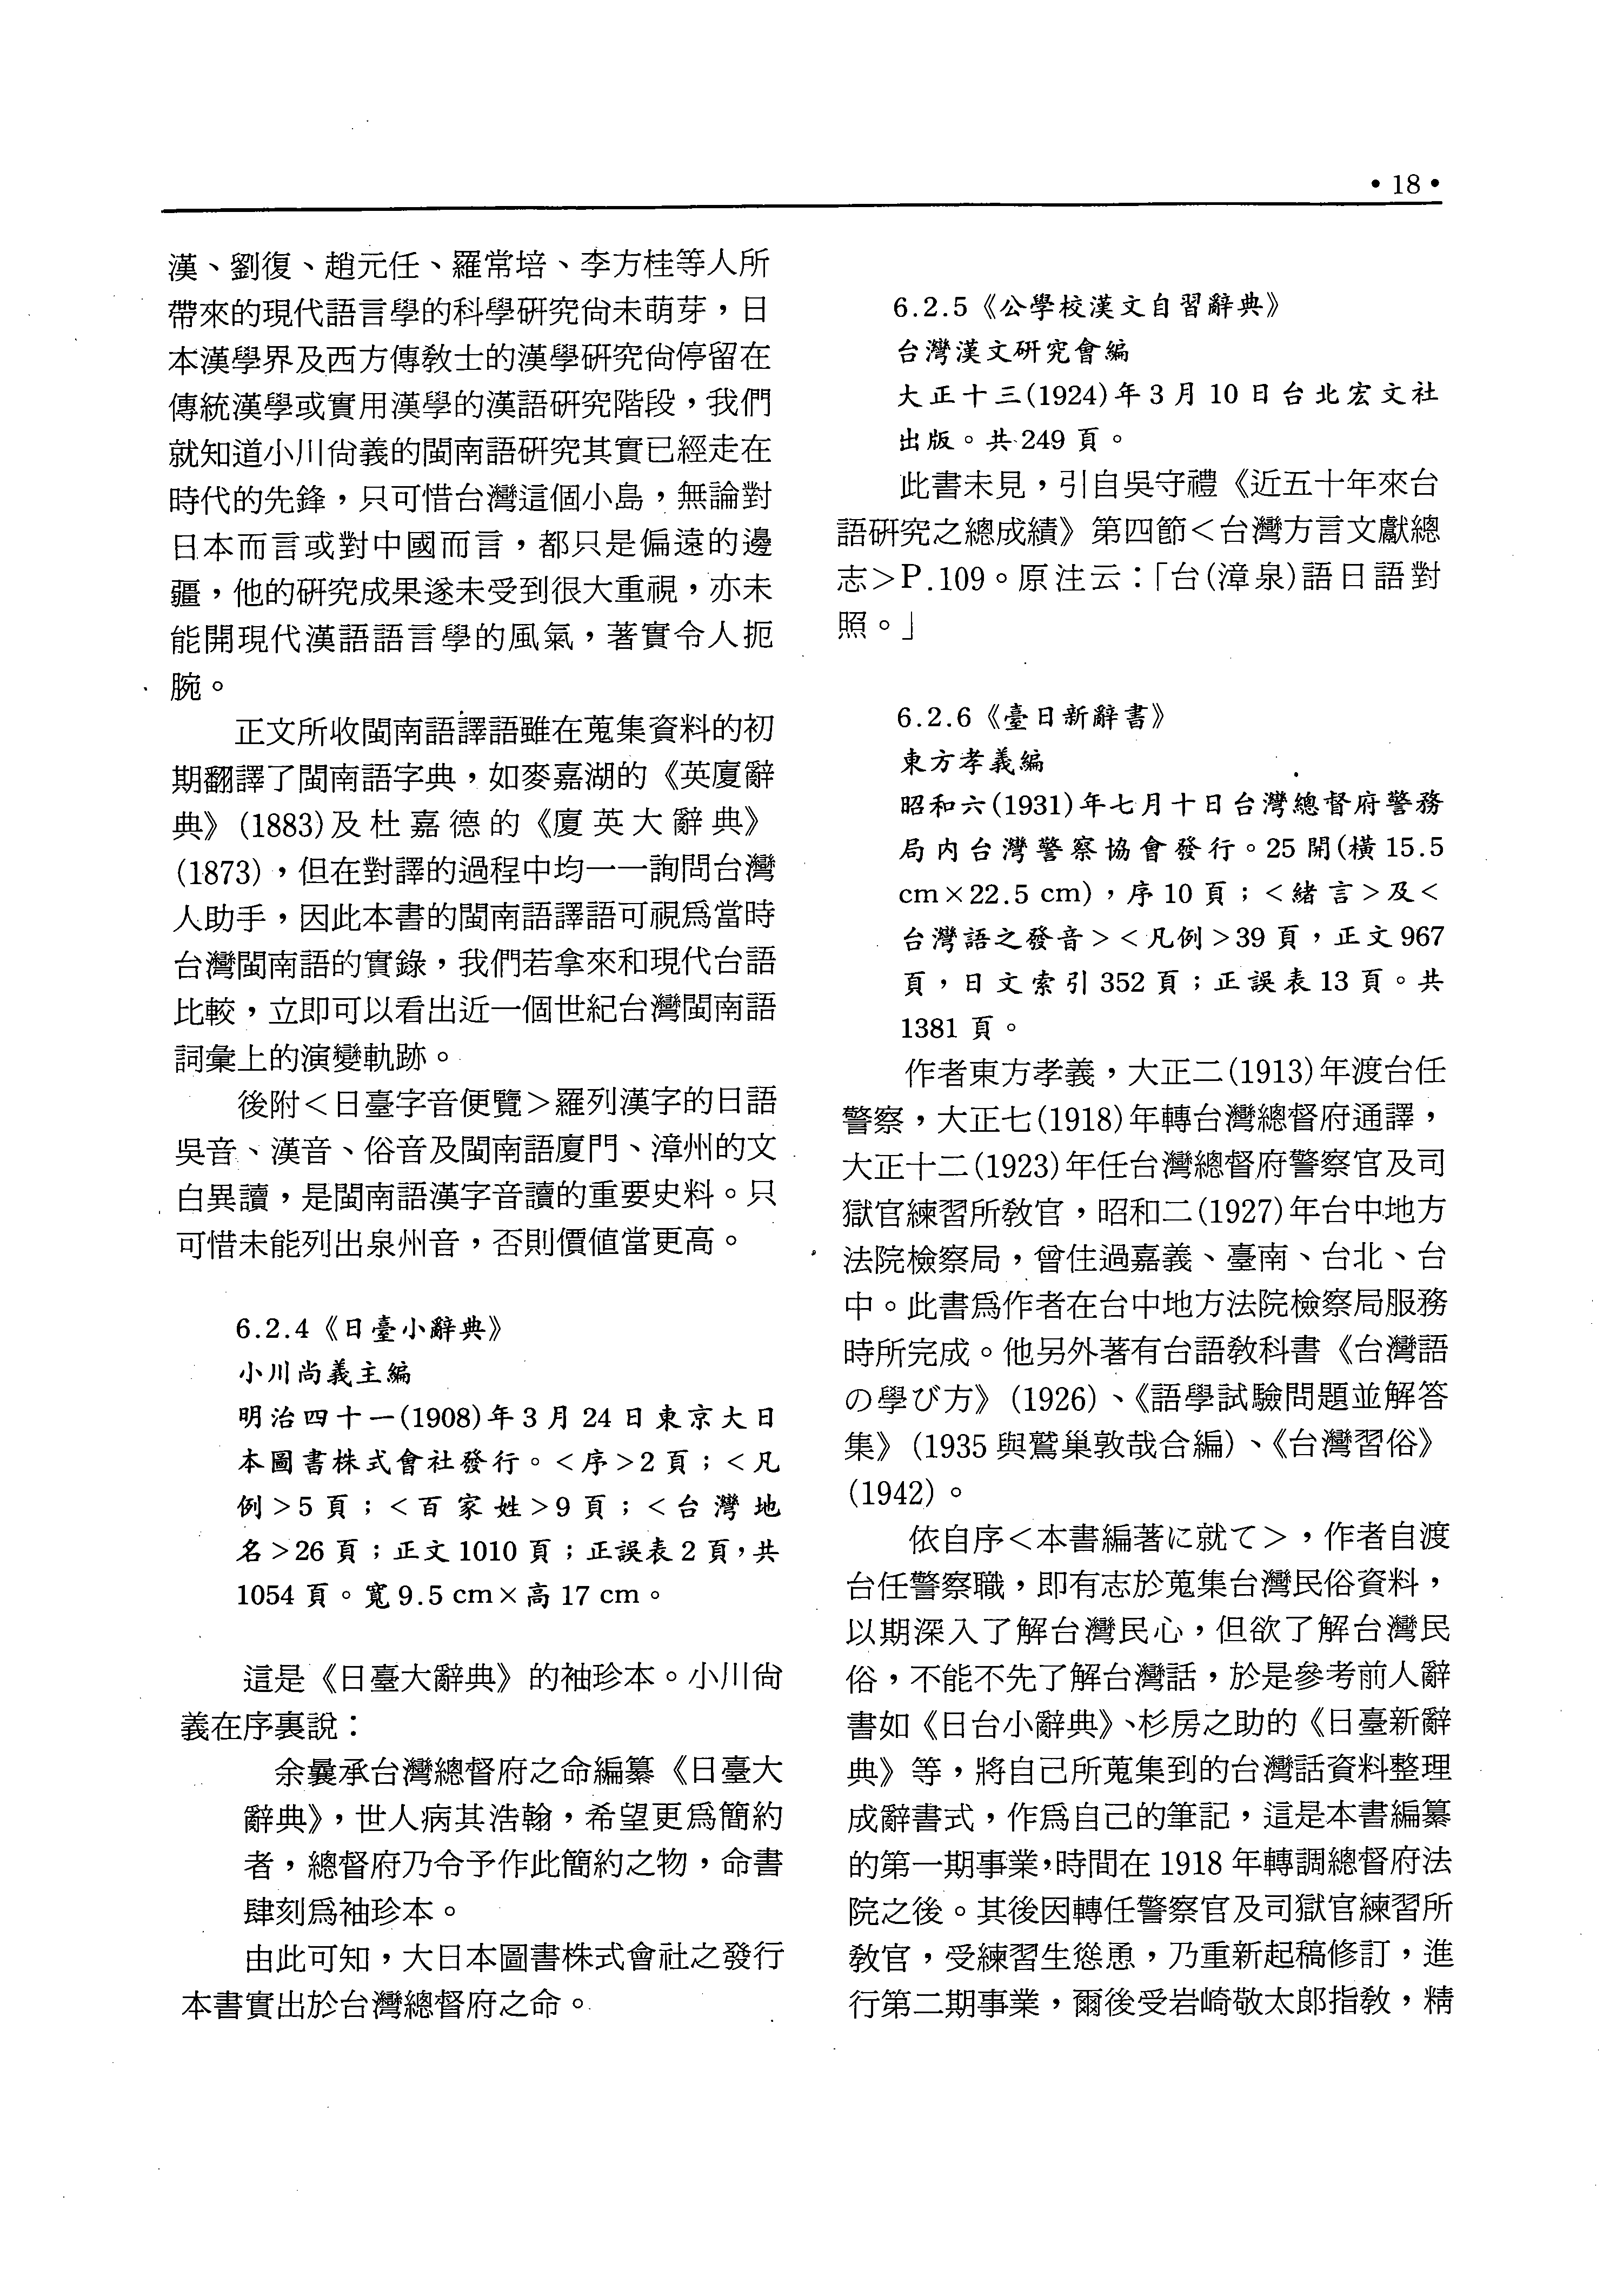 •18•
漢、劉復、趙元任、羅常培、李方桂等人所
帶來的現代語言學的科學研究尚未萌芽，日
本漢學界及西方傳教士的漢學研究尚停留在
傳統漢學或實用漢學的漢語研究階段，我們
就知道小川尚義的閩南語研究其實已經走在
時代的先鋒，只可惜台灣這個小島，無論對
日本而言或對中國而言，都只是偏遠的邊
疆，他的研究成果遂未受到很大重視，亦未
能開現代漢語語言學的風氣，著實令人扼
腕。
正文所收閩南語譯語雖在蒐集資料的初
期翻譯了閩南語字典，如麥嘉湖的《英廈辭
典》(1883)及杜嘉德的《廈英大辭典》
(1873)，但在對譯的過程中均一一詢問台灣
人助手，因此本書的閩南語譯語可視爲當時
台灣閩南語的實錄，我們若拿來和現代台語
比較，立即可以看出近一個世紀台灣閩南語
詞彙上的演變軌跡。
後附＜日臺字音便覽＞羅列漢字的日語
吳音、漢音、俗音及閩南語廈門、漳州的文
白異讀，是閩南語漢字音讀的重要史料。只
可惜未能列出泉州音，否則價值當更高。
6.2.4《日臺小辭典》
小川尚義主編
明治四十一(1908)年3月24日東京大日
本圖書株式會社發行。＜序＞2頁；＜凡
例＞5頁；＜百家姓＞9頁；＜台灣地
名＞26頁；正文1010頁；正誤表2頁，共
1054頁。寬9.5 cm×高17 cm。
這是《日臺大辭典》的袖珍本。小川尚
義在序裏說：
余曩承台灣總督府之命編纂《日臺大
辭典》，世人病其浩翰，希望更爲簡約
者，總督府乃令予作此簡約之物，命書
肆刻爲袖珍本。
由此可知，大日本圖書株式會社之發行
本書實出於台灣總督府之命。
6.2.5《公學校漢文自習辭典》
台灣漢文研究會編
大正十三(1924)年3月10日台北宏文社
出版。共249頁。
此書未見，引自吳守禮《近五十年來台
語研究之總成績》第四節＜台灣方言文獻總
志＞P.109。原注云：「台(漳泉)語日語對
照。」
6.2.6《臺日新辭書》
東方孝義編
昭和六(1931)年七月十日台灣總督府警務
局內台灣警察協會發行。25開(橫15.5
cm×22.5 cm)，序10頁；＜緒言＞及＜
台灣語之發音＞＜凡例＞39頁，正文967
頁，日文索引352頁；正誤表13頁。共
1381頁。
作者東方孝義，大正二(1913)年渡台任
警察，大正七(1918)年轉台灣總督府通譯，
大正十二(1923)年任台灣總督府警察官及司
獄官練習所教官，昭和二(1927)年台中地方
法院檢察局，曾住過嘉義、臺南、台北、台
中。此書爲作者在台中地方法院檢察局服務
時所完成。他另外著有台語教科書《台灣語
の學び方》(1926)、《語學試驗問題並解答
集》(1935與鷲巢敦哉合編)、《台灣習俗》
(1942)。
依自序＜本書編著に就て＞，作者自渡
台任警察職，即有志於蒐集台灣民俗資料，
以期深入了解台灣民心，但欲了解台灣民
俗，不能不先了解台灣話，於是參考前人辭
書如《日台小辭典》、杉房之助的《日臺新辭
典》等，將自己所蒐集到的台灣話資料整理
成辭書式，作爲自己的筆記，這是本書編纂
的第一期事業，時間在1918年轉調總督府法
院之後。其後因轉任警察官及司獄官練習所
教官，受練習生慫恿，乃重新起稿修訂，進
行第二期事業，爾後受岩崎敬太郎指教，精